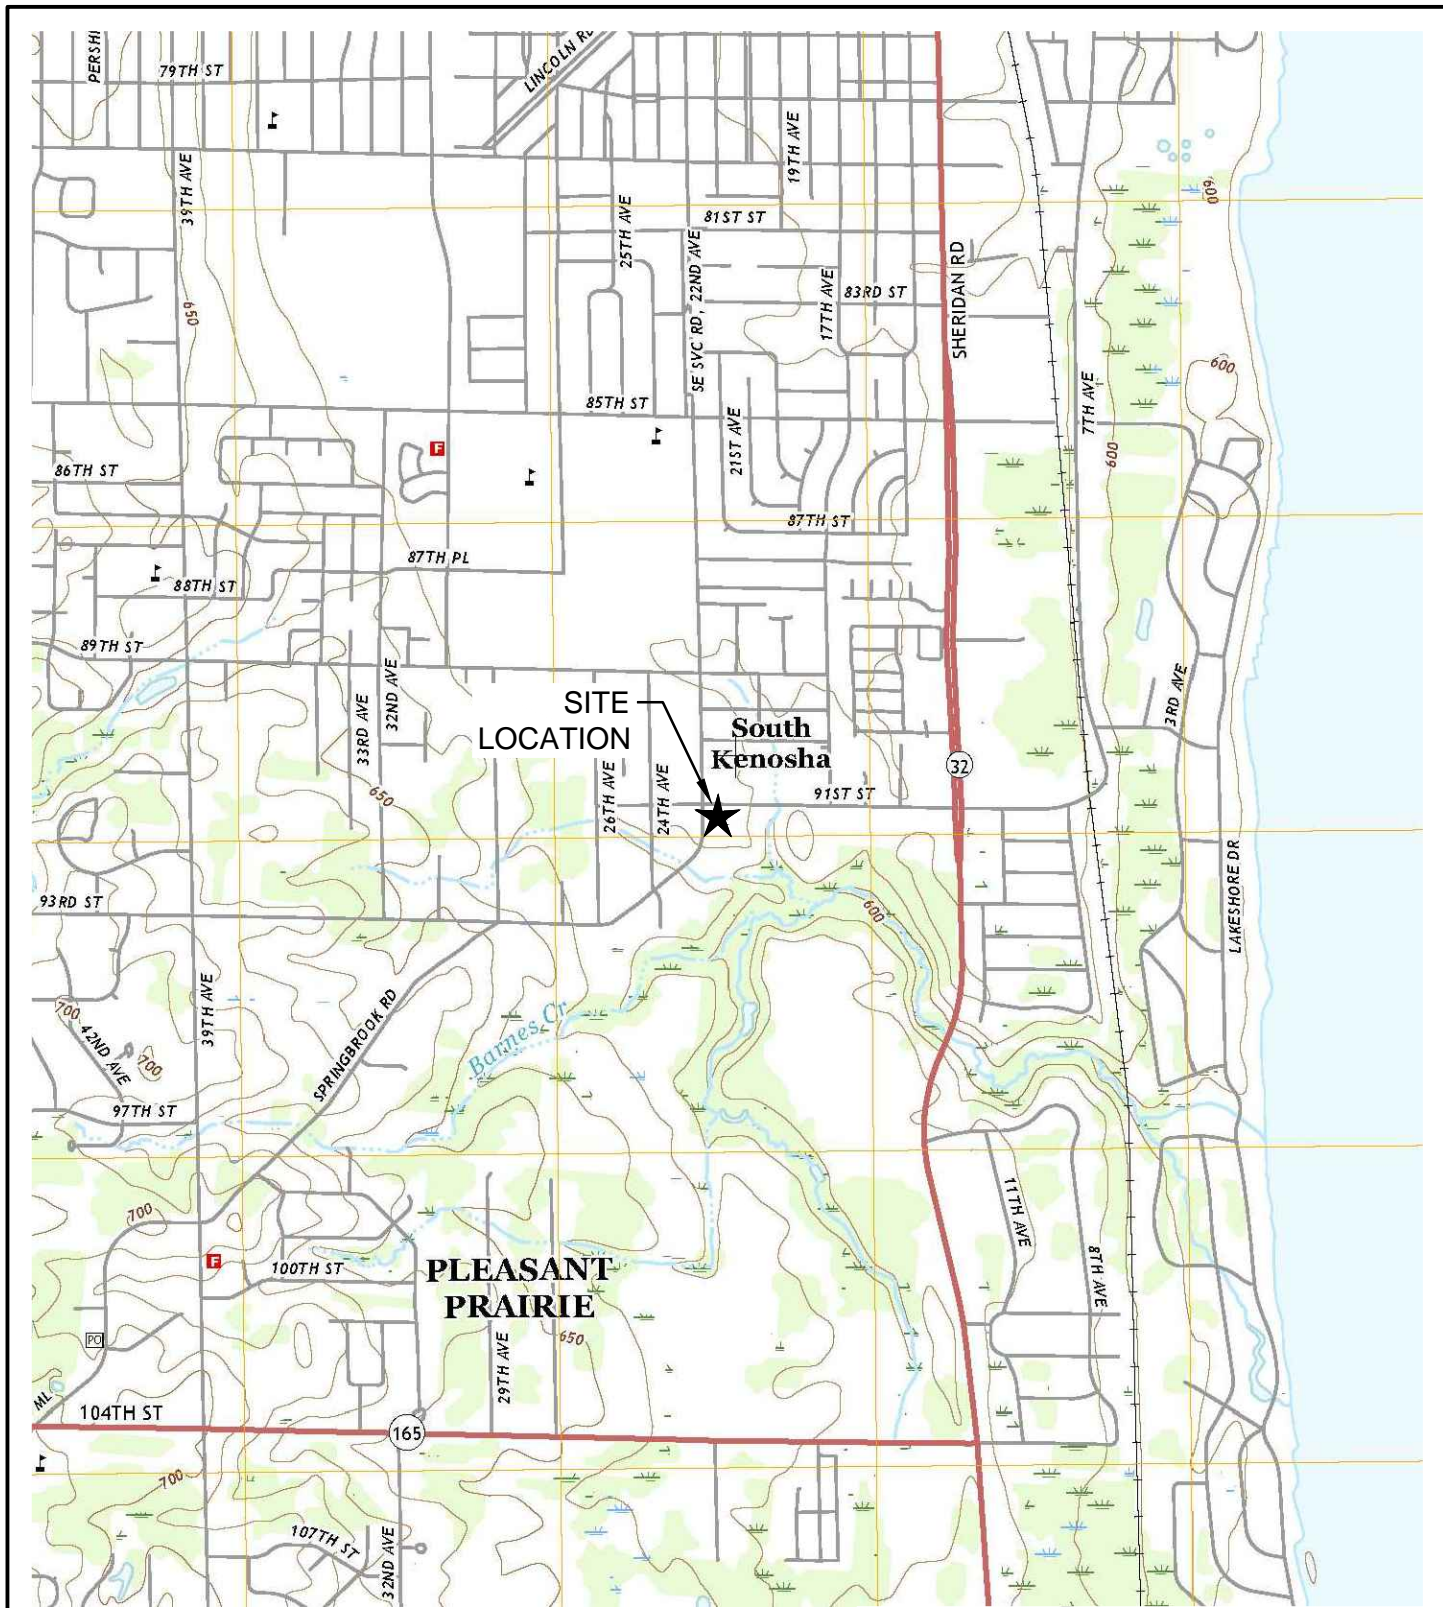 PERSHI
79TH ST
LINCOLN RD
39TH AVE
19TH AVE
25TH AVE
81ST ST
600
SE SVC RD, 22ND AVE
17TH AVE
83RD ST
SHERIDAN RD
650
600
7TH AVE
85TH ST
21ST AVE
600
F
86TH ST
87TH ST
87TH PL
88TH ST
89TH ST
33RD AVE
32ND AVE
SITE
LOCATION
South
Kenosha
3RD AVE
32
650
26TH AVE
24TH AVE
91ST ST
LAKESHORE DR
93RD ST
600
39TH AVE
700
42ND AVE
700
SPRINGBROOK RD
Barnes Cr
97TH ST
700
11TH AVE
8TH AVE
F
100TH ST
PLEASANT
PRAIRIE
PO
29TH AVE
650
ML
104TH ST
165
700
107TH ST
32ND AVE